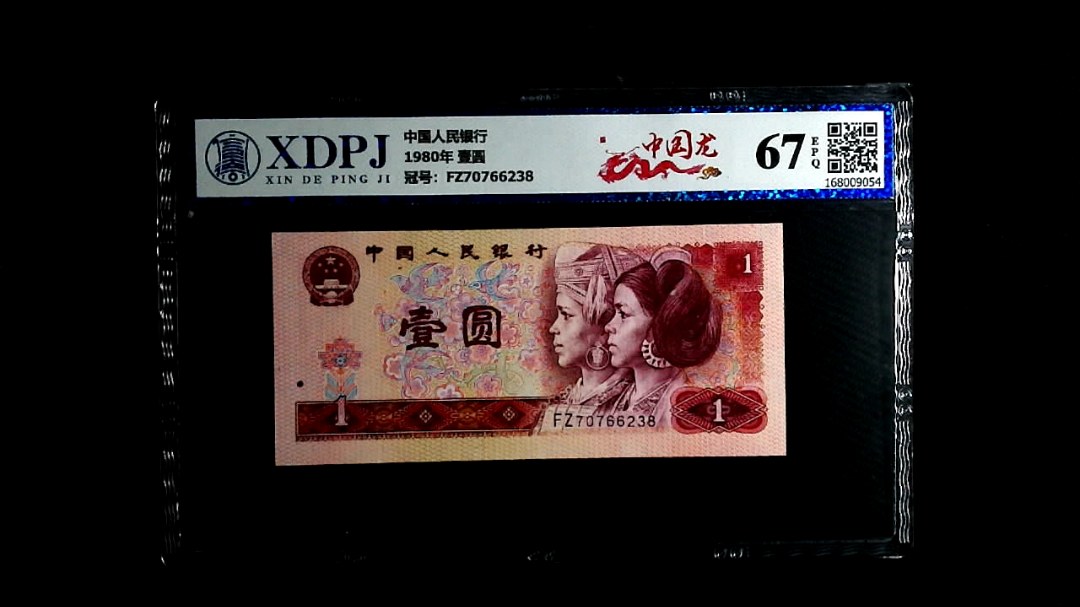 XDPJ
XIN DE PING JI
中国人民银行
1980年 壹圆
冠号: FZ70766238
中国龙
67
EPQ
168009054
中国人民银行
1
壹圆
1
FZ70766238
1